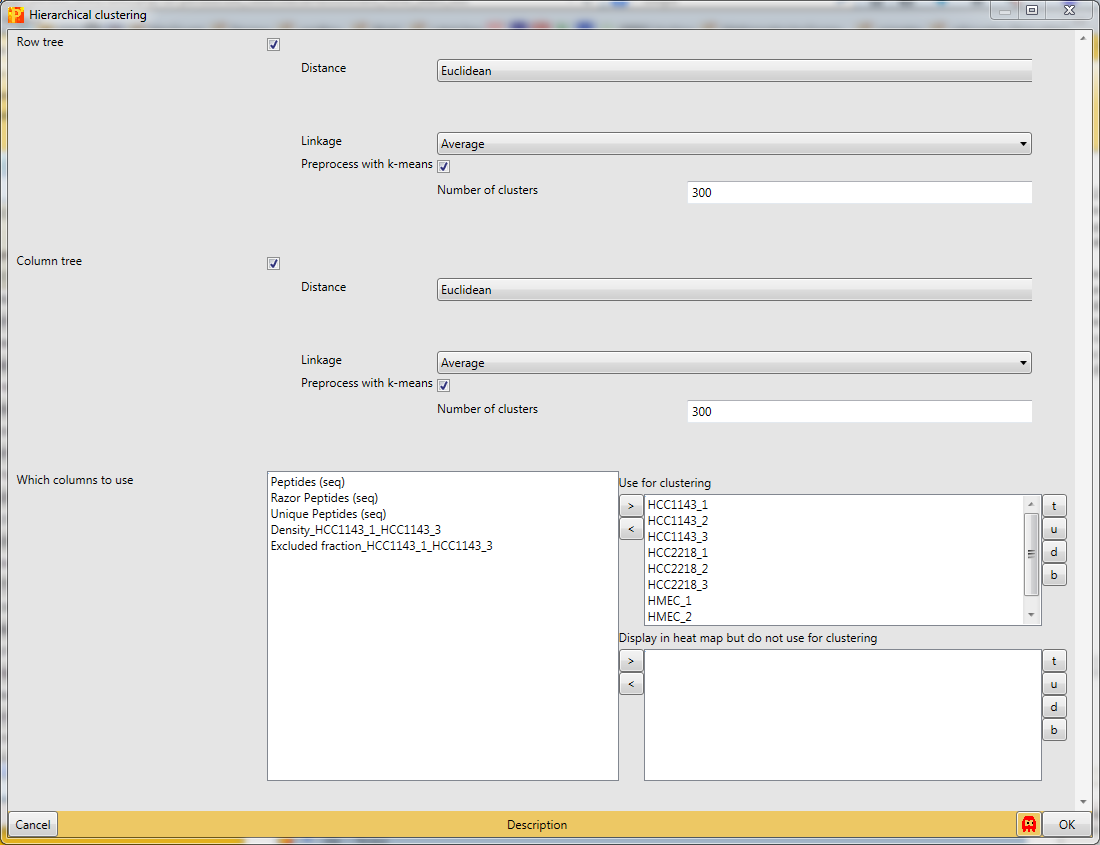 Hierarchical clustering
Row tree
Distance
Euclidean
Linkage
Average
Preprocess with k-means
Number of clusters
300
Column tree
Distance
Euclidean
Linkage
Average
Preprocess with k-means
Number of clusters
300
Which columns to use
Peptides (seq)
Razor Peptides (seq)
Unique Peptides (seq)
Density_HCC1143_1_HCC1143_3
Excluded fraction_HCC1143_1_HCC1143_3
Use for clustering
>
<
HCC1143_1
HCC1143_2
HCC1143_3
HCC2218_1
HCC2218_2
HCC2218_3
HMEC_1
HMEC_2
t
u
d
b
Display in heat map but do not use for clustering
>
<
t
u
d
b
Cancel
Description
OK